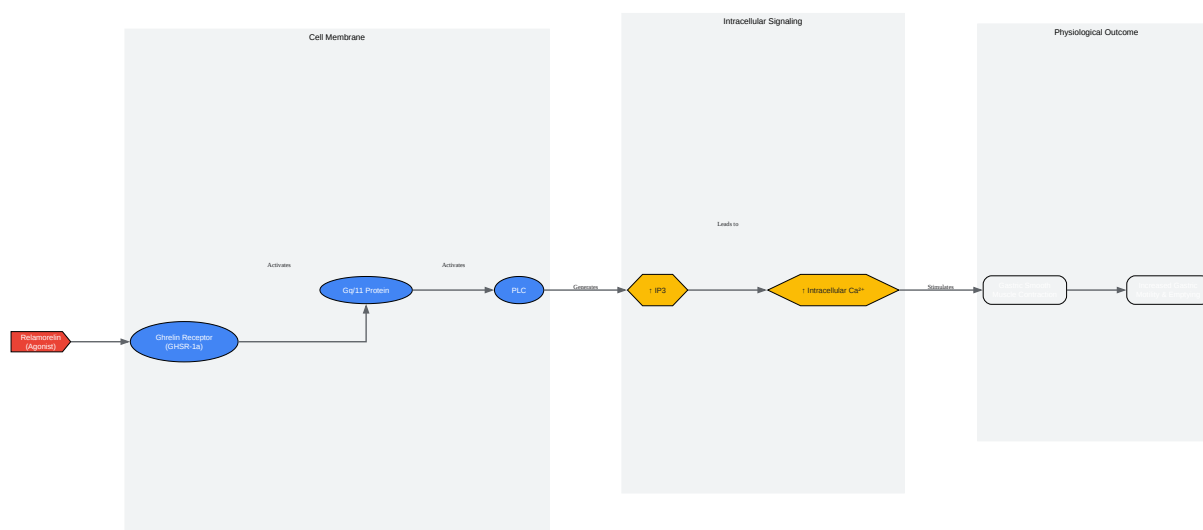 Cell Membrane
Intracellular Signaling
Physiological Outcome
Leads to
Activates
Activates
Relamorelin
(Agonist)
Ghrelin Receptor
(GHSR-1a)
Gq/11 Protein
PLC
Generates
↑ IP3
↑ Intracellular Ca²⁺
Stimulates